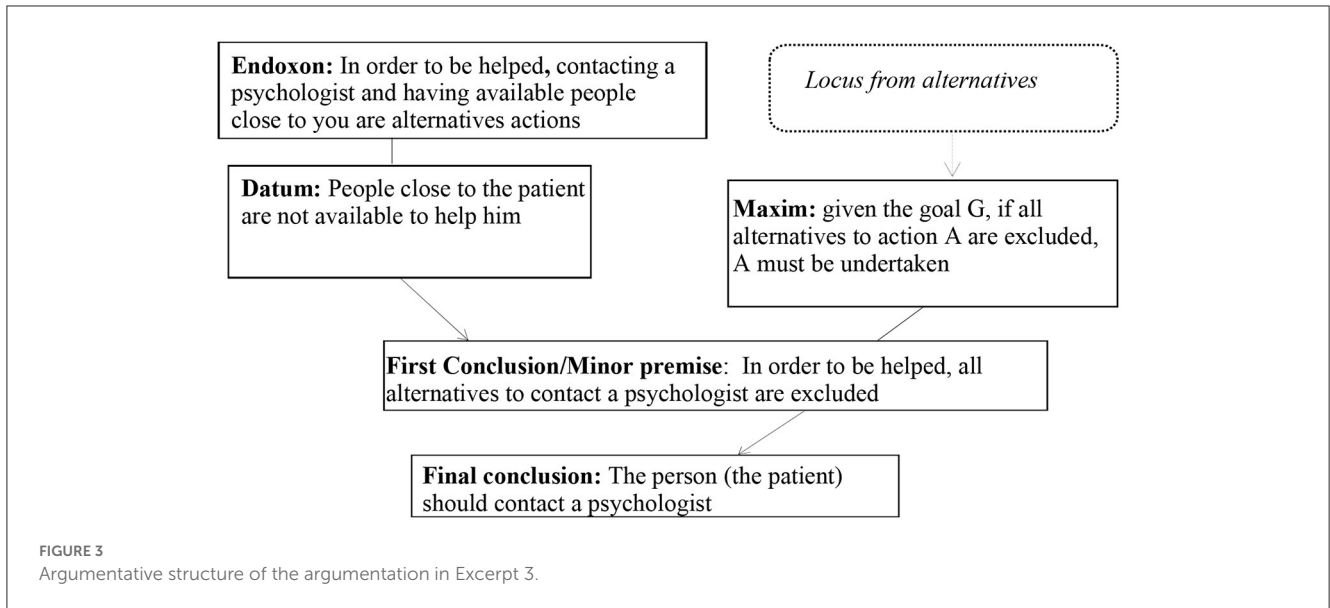 Endoxon: In order to be helped, contacting a
psychologist and having available people
close to you are alternatives actions
Locus from alternatives
Datum: People close to the patient
are not available to help him
Maxim: given the goal G, if all
alternatives to action A are excluded,
A must be undertaken
First Conclusion/Minor premise: In order to be helped, all
alternatives to contact a psychologist are excluded
Final conclusion: The person (the patient)
should contact a psychologist
FIGURE 3
Argumentative structure of the argumentation in Excerpt 3.